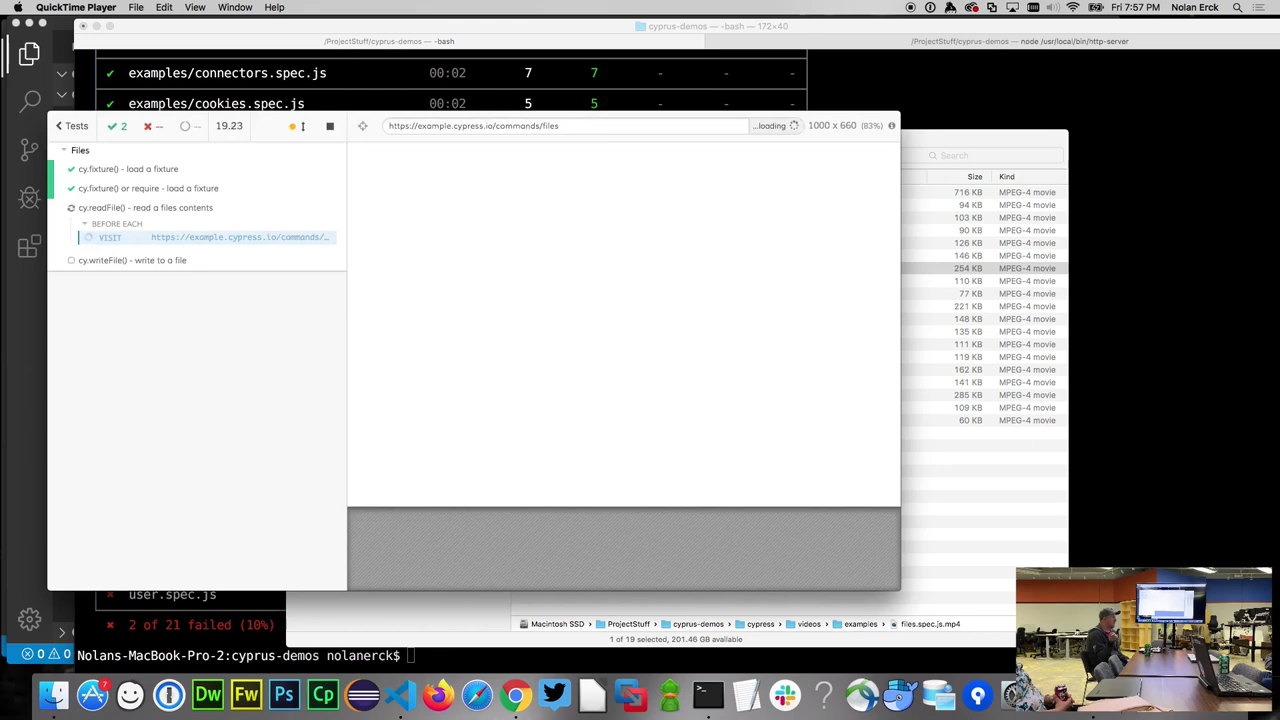 QuickTime Player File Edit View Window Help Fri 7:57 PM Nolan Erck
cyprus-demos — -bash — 172×40
/ProjectStuff/cyprus-demos — -bash /ProjectStuff/cyprus-demos — node /usr/local/bin/http-server
✔ examples/connectors.spec.js 00:02 7 7 - - -
✔ examples/cookies.spec.js 00:02 5 5 - - -
Tests 2 -- -- 19.23 https://example.cypress.io/commands/files ...loading 1000 x 660 (83%)
Files
cy.fixture() - load a fixture
cy.fixture() or require - load a fixture
cy.readFile() - read a files contents
BEFORE EACH
VISIT https://example.cypress.io/commands/...
cy.writeFile() - write to a file
Search
Size Kind
716 KB MPEG-4 movie
94 KB MPEG-4 movie
103 KB MPEG-4 movie
90 KB MPEG-4 movie
126 KB MPEG-4 movie
146 KB MPEG-4 movie
254 KB MPEG-4 movie
110 KB MPEG-4 movie
77 KB MPEG-4 movie
221 KB MPEG-4 movie
148 KB MPEG-4 movie
135 KB MPEG-4 movie
111 KB MPEG-4 movie
119 KB MPEG-4 movie
162 KB MPEG-4 movie
141 KB MPEG-4 movie
285 KB MPEG-4 movie
109 KB MPEG-4 movie
60 KB MPEG-4 movie
✖ user.spec.js
✖ 2 of 21 failed (10%)
Macintosh SSD ProjectStuff cyprus-demos cypress videos examples files.spec.js.mp4
1 of 19 selected, 201.46 GB available
0 0
Nolans-MacBook-Pro-2:cyprus-demos nolanerck$
7 Dw Fw Ps Cp